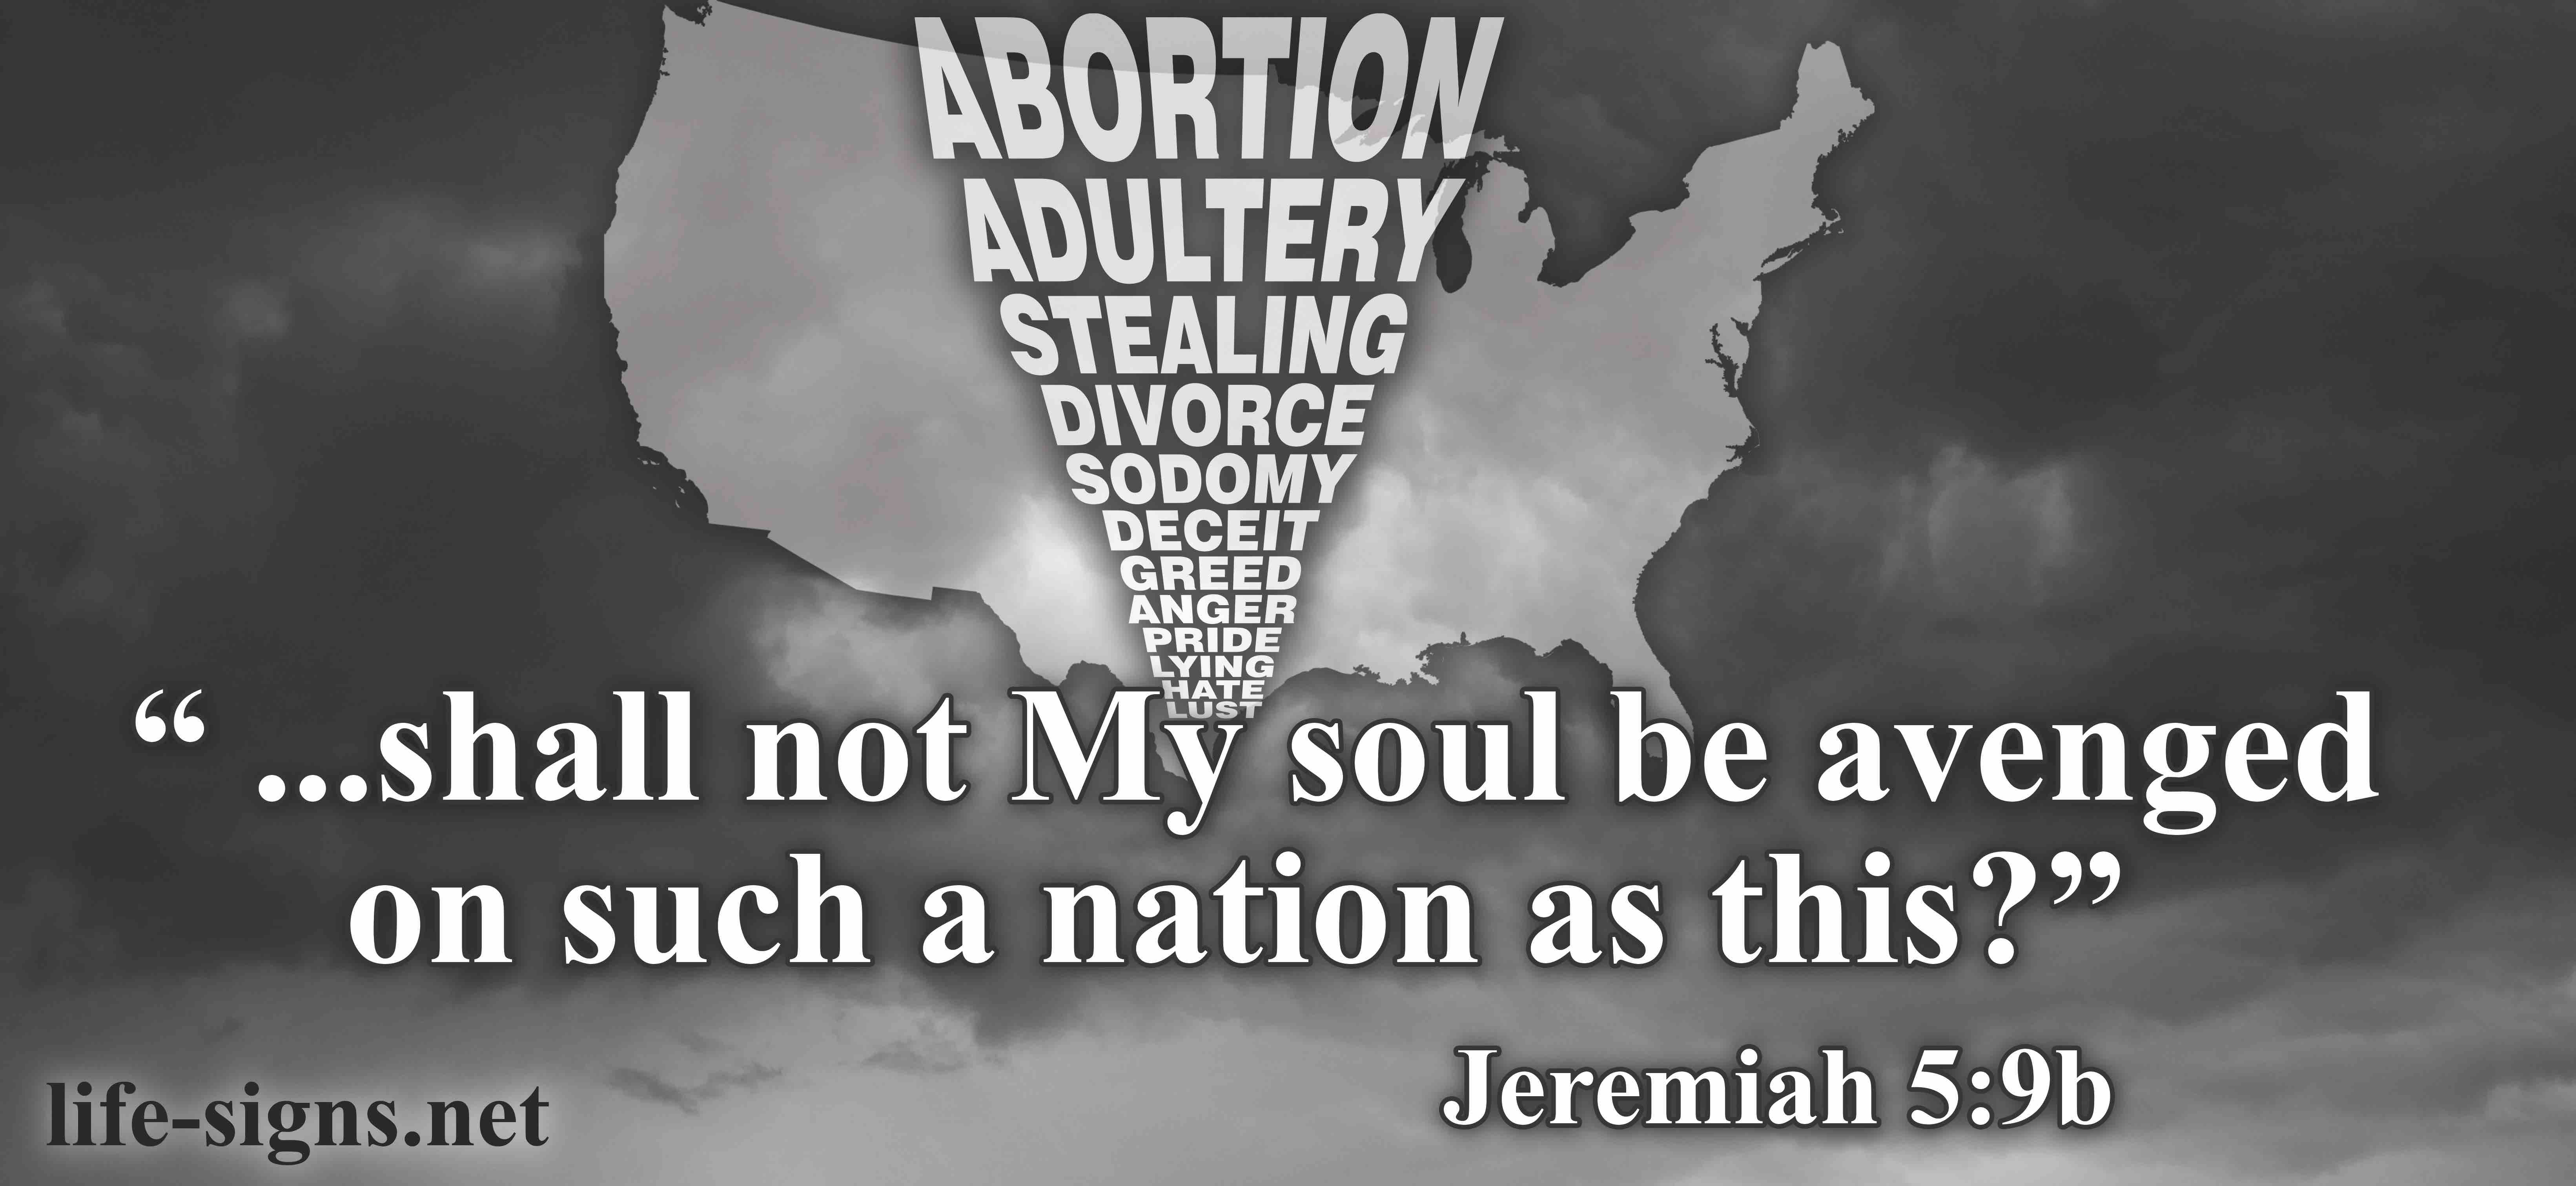 ABORTION
ADULTERY
STEALING
DIVORCE
SODOMY
DECEIT
GREED
ANGER
PRIDE
LYING
HATE
LUST
“ ...shall not My soul be avenged
on such a nation as this?”
Jeremiah 5:9b
life-signs.net